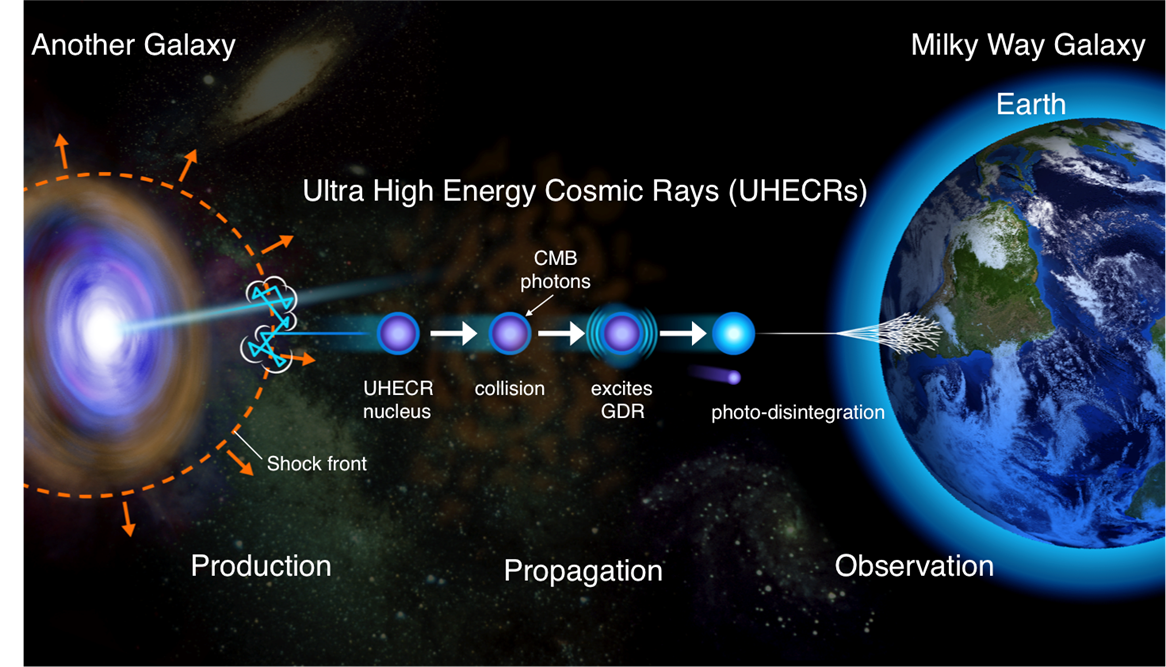 Another Galaxy
Milky Way Galaxy
Earth
Ultra High Energy Cosmic Rays (UHECRs)
CMB
photons
UHECR
nucleus
collision
excites
GDR
photo-disintegration
Shock front
Production
Propagation
Observation